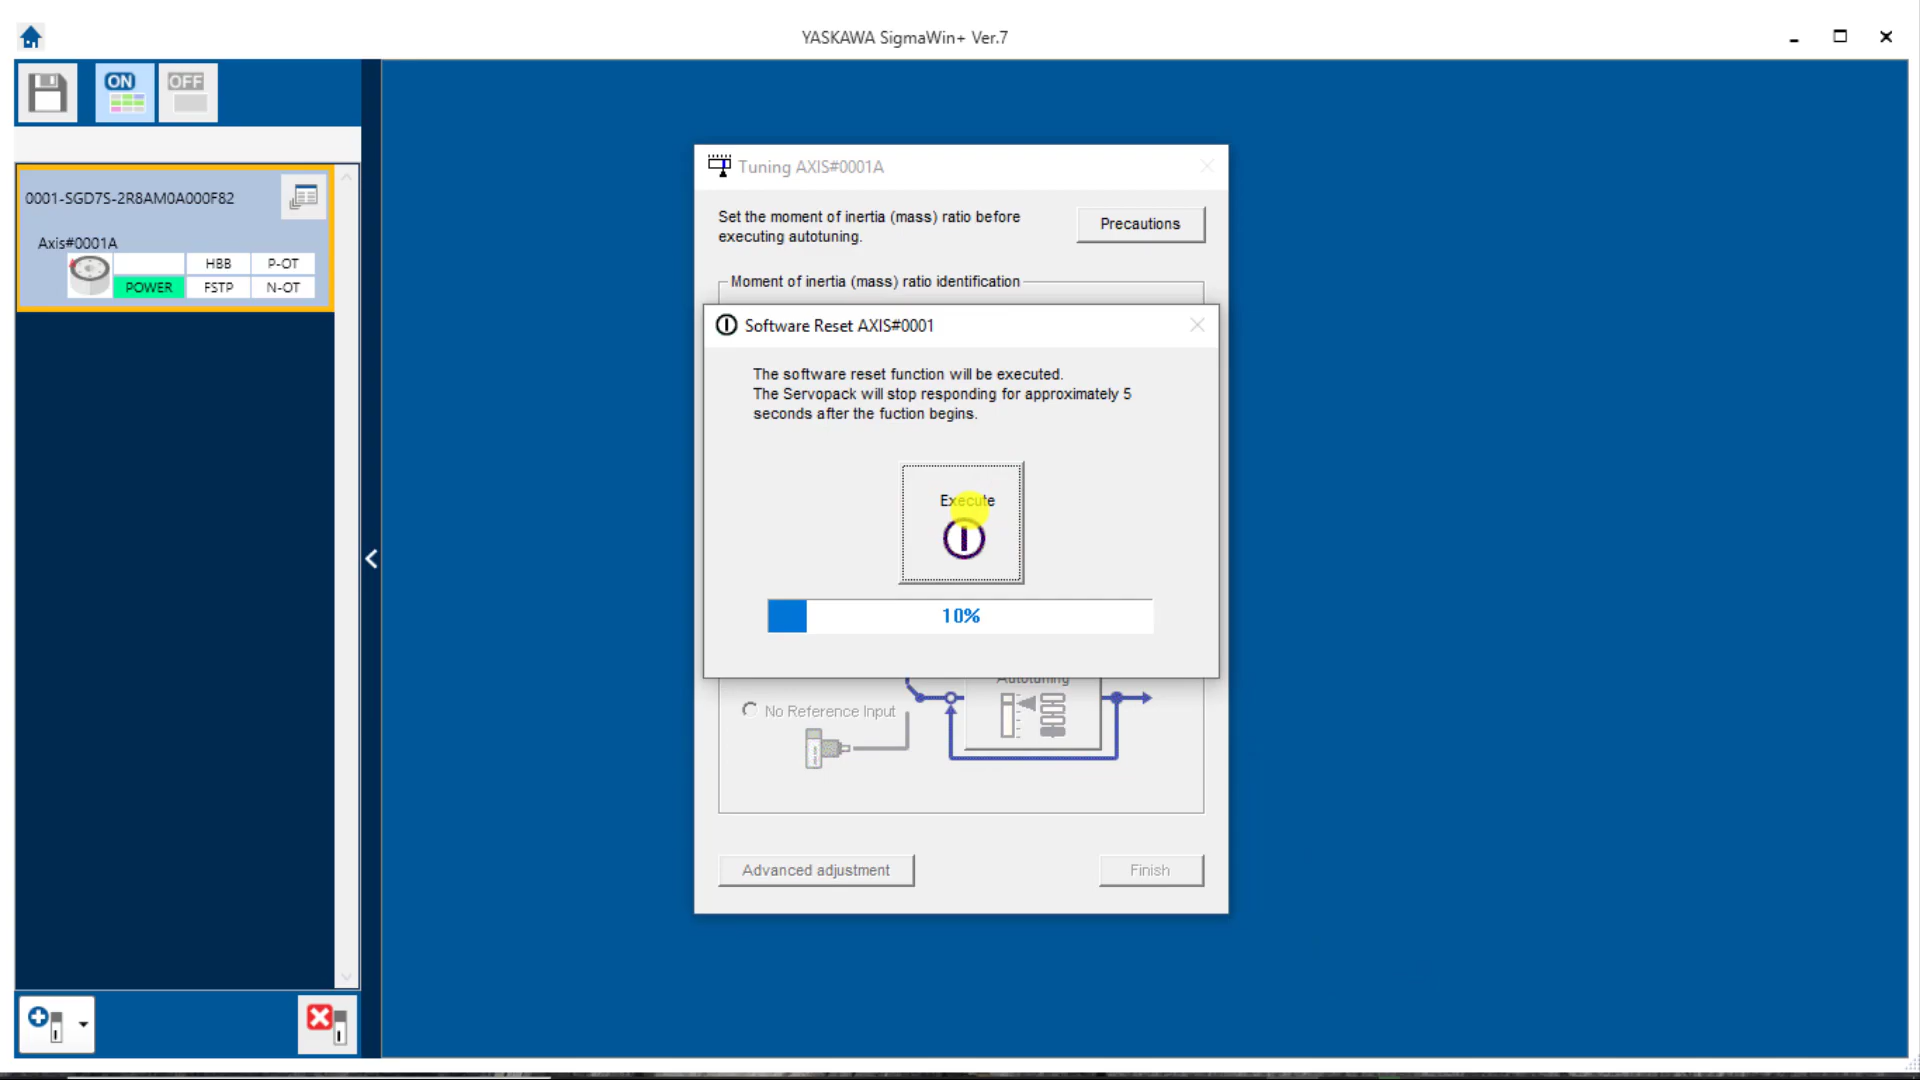 YASKAWA SigmaWin+ Ver.7
ON
OFF
0001-SGD7S-2R8AM0A000F82
Axis#0001A
HBB
P-OT
POWER
FSTP
N-OT
Tuning AXIS#0001A
Set the moment of inertia (mass) ratio before
executing autotuning.
Precautions
Moment of inertia (mass) ratio identification
Software Reset AXIS#0001
The software reset function will be executed.
The Servopack will stop responding for approximately 5
seconds after the fuction begins.
Execute
10%
Autotuning
No Reference Input
Advanced adjustment
Finish